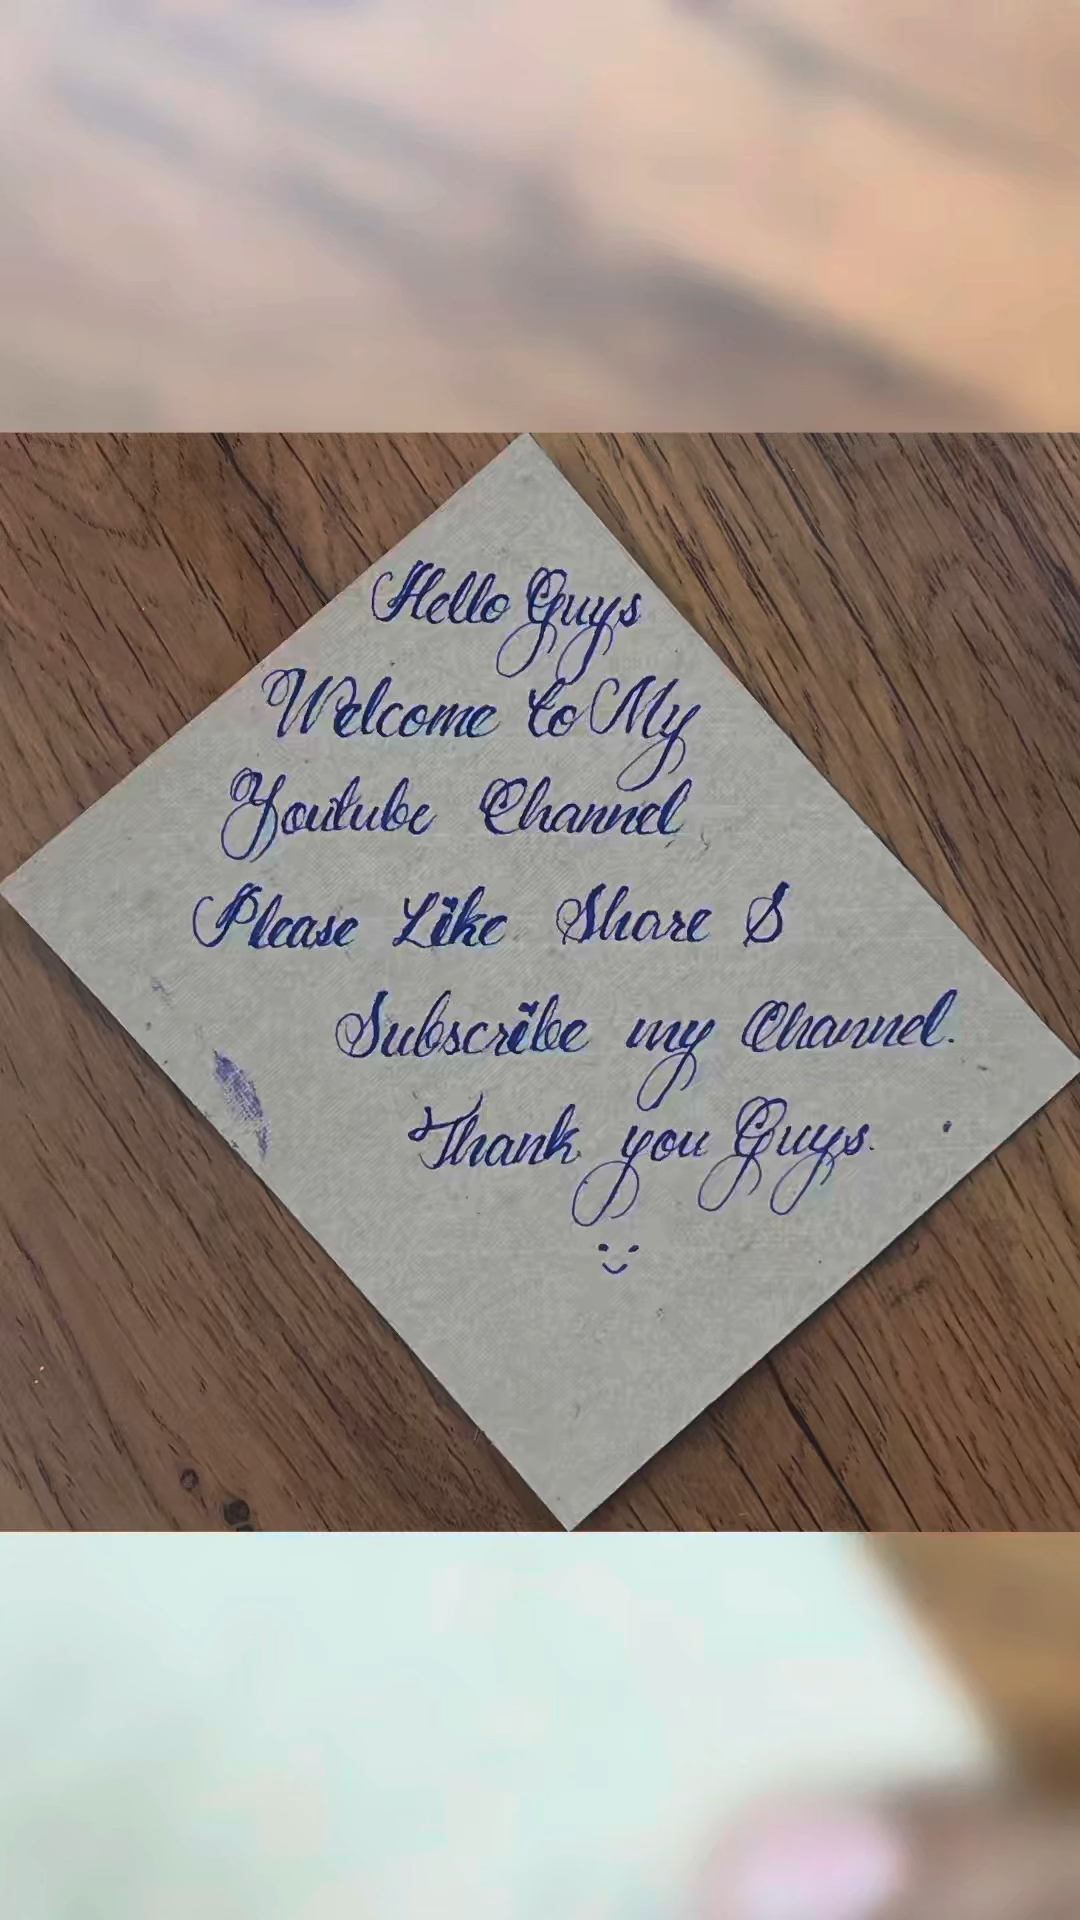 Hello Guys
Welcome to My
Youtube Channel
Please Like Share &
Subscribe my Channel.
Thank you Guys.